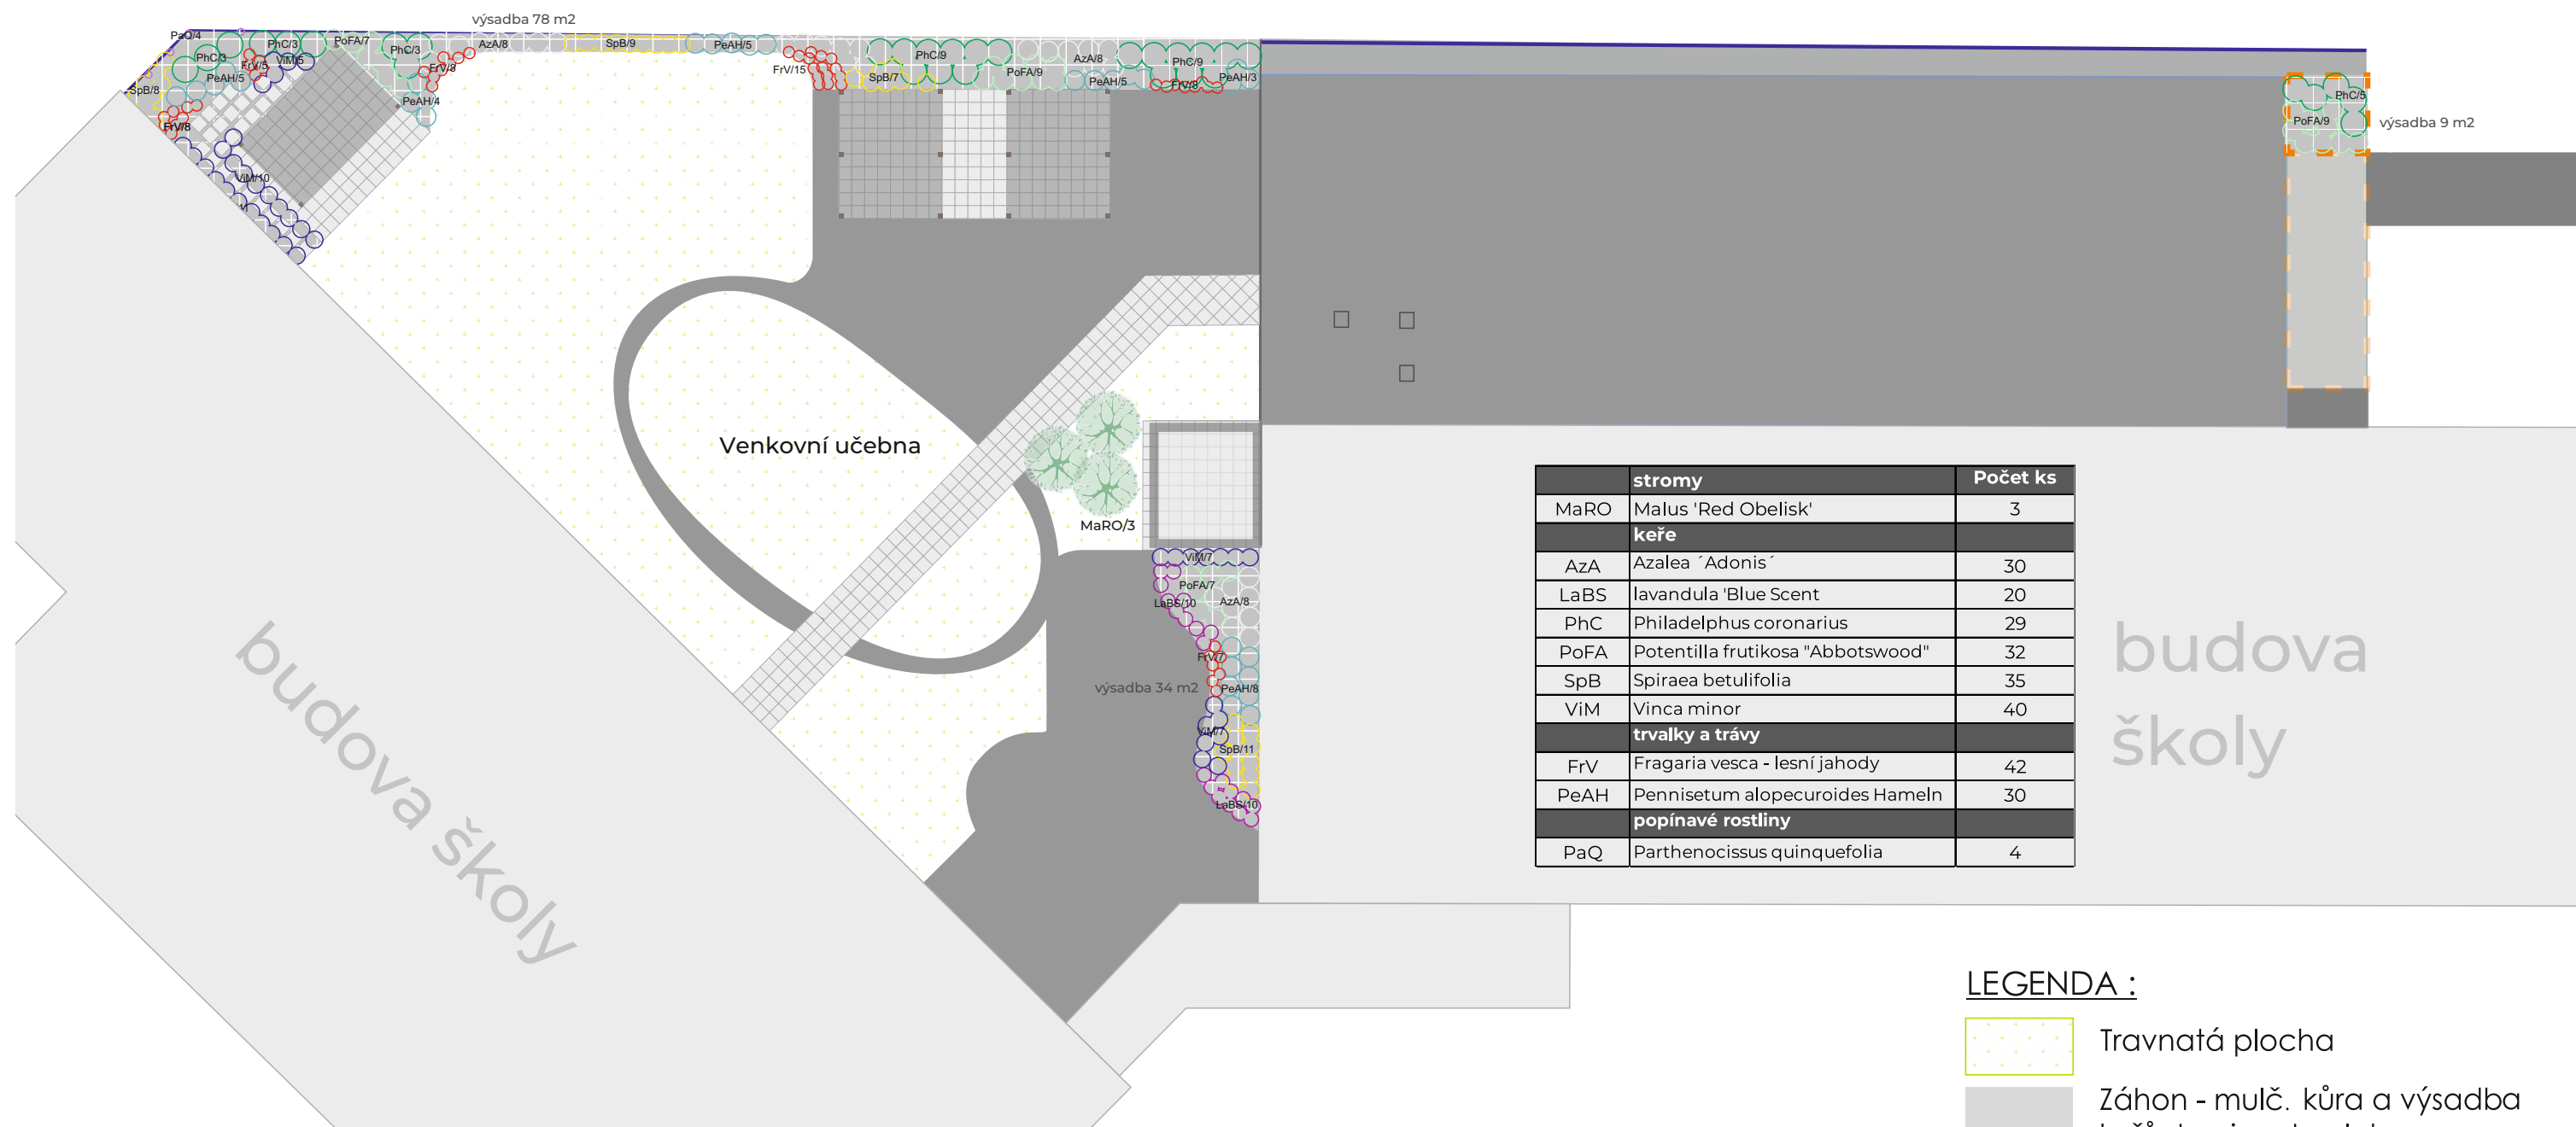 výsadba 78 m2
PaQ/4
PhC/3
PoFA/7
PhC/3
AzA/8
SpB/9
PeAH/5
PhC/3
FrV/5
ViM/5
PeAH/5
FrV/8
FrV/15
SpB/7
PhC/9
PoFA/9
AzA/8
PeAH/5
PhC/9
FrV/8
PeAH/3
SpB/8
PeAH/4
FrV/8
ViM/10
PhC/5
PoFA/9
výsadba 9 m2
Venkovní učebna
MaRO/3
ViM/7
PoFA/7
LaBS/10
AzA/8
FrV/7
výsadba 34 m2
PeAH/8
ViM/7
SpB/11
LaBS/10
budova školy
stromy Počet ks
MaRO Malus 'Red Obelisk' 3
keře
AzA Azalea ´Adonis´ 30
LaBS lavandula 'Blue Scent 20
PhC Philadelphus coronarius 29
PoFA Potentilla frutikosa "Abbotswood" 32
SpB Spiraea betulifolia 35
ViM Vinca minor 40
trvalky a trávy
FrV Fragaria vesca - lesní jahody 42
PeAH Pennisetum alopecuroides Hameln 30
popínavé rostliny
PaQ Parthenocissus quinquefolia 4
budova
školy
LEGENDA :
Travnatá plocha
Záhon - mulč. kůra a výsadba